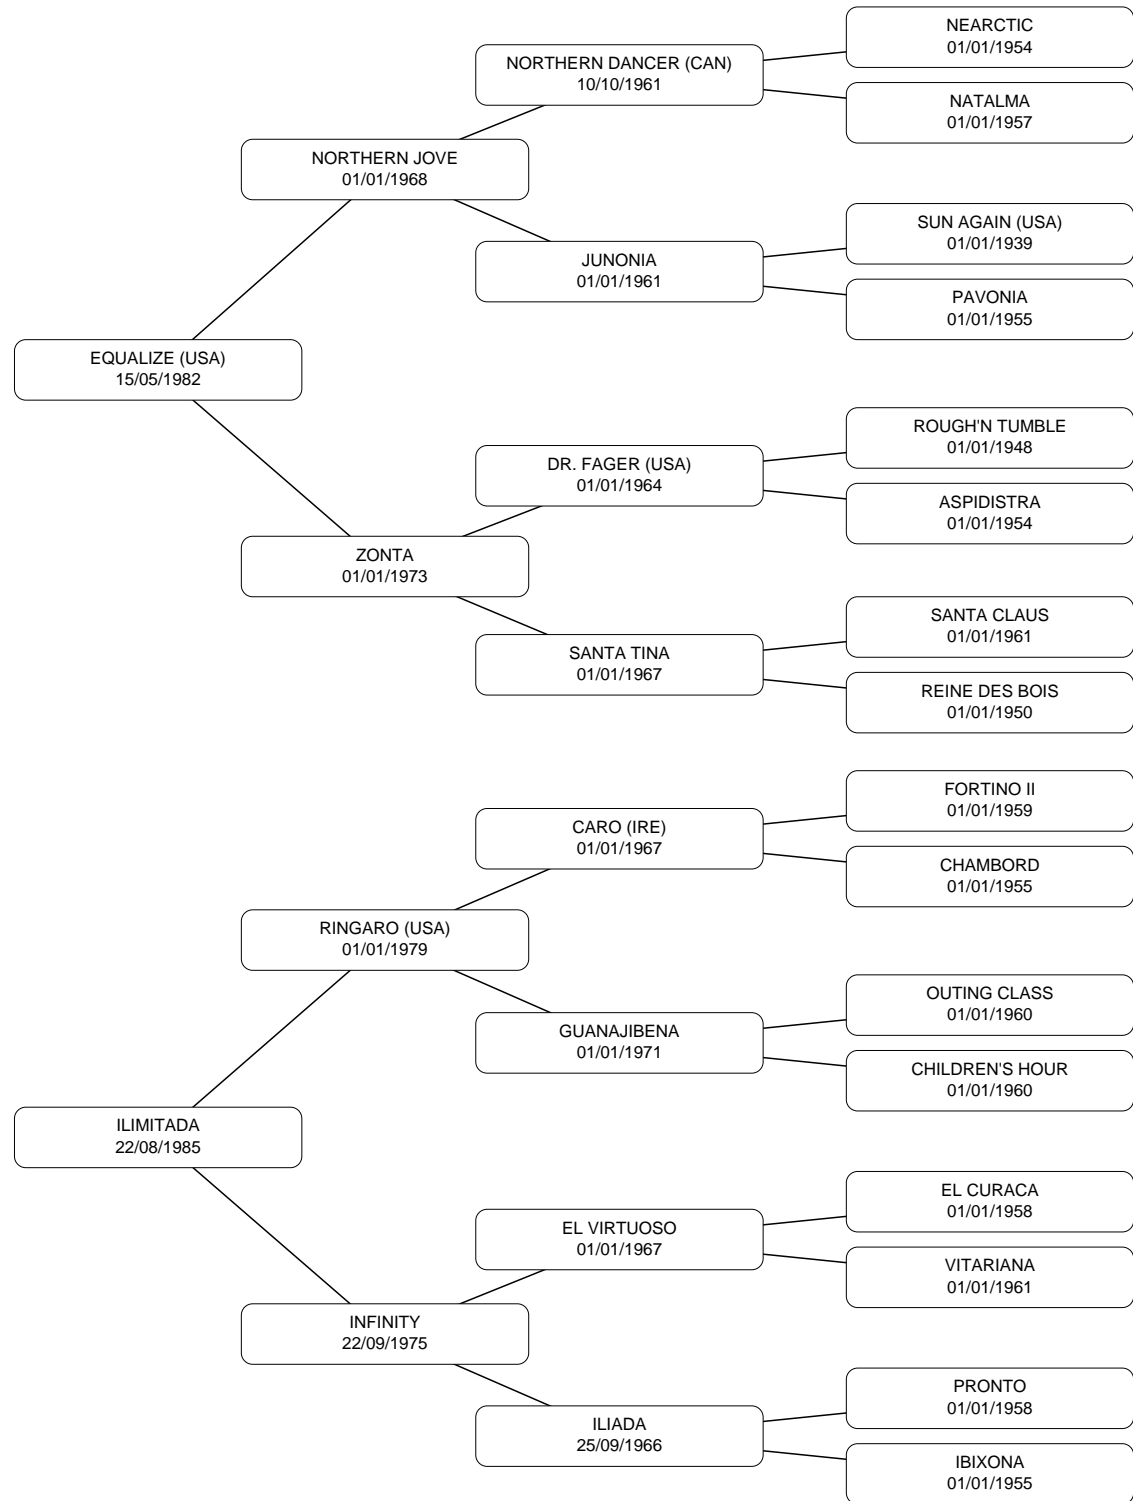 NEARCTIC
01/01/1954
NORTHERN DANCER (CAN)
10/10/1961
NATALMA
01/01/1957
NORTHERN JOVE
01/01/1968
SUN AGAIN (USA)
01/01/1939
JUNONIA
01/01/1961
PAVONIA
01/01/1955
EQUALIZE (USA)
15/05/1982
ROUGH'N TUMBLE
01/01/1948
DR. FAGER (USA)
01/01/1964
ASPIDISTRA
01/01/1954
ZONTA
01/01/1973
SANTA CLAUS
01/01/1961
SANTA TINA
01/01/1967
REINE DES BOIS
01/01/1950
FORTINO II
01/01/1959
CARO (IRE)
01/01/1967
CHAMBORD
01/01/1955
RINGARO (USA)
01/01/1979
OUTING CLASS
01/01/1960
GUANAJIBENA
01/01/1971
CHILDREN'S HOUR
01/01/1960
ILIMITADA
22/08/1985
EL CURACA
01/01/1958
EL VIRTUOSO
01/01/1967
VITARIANA
01/01/1961
INFINITY
22/09/1975
PRONTO
01/01/1958
ILIADA
25/09/1966
IBIXONA
01/01/1955